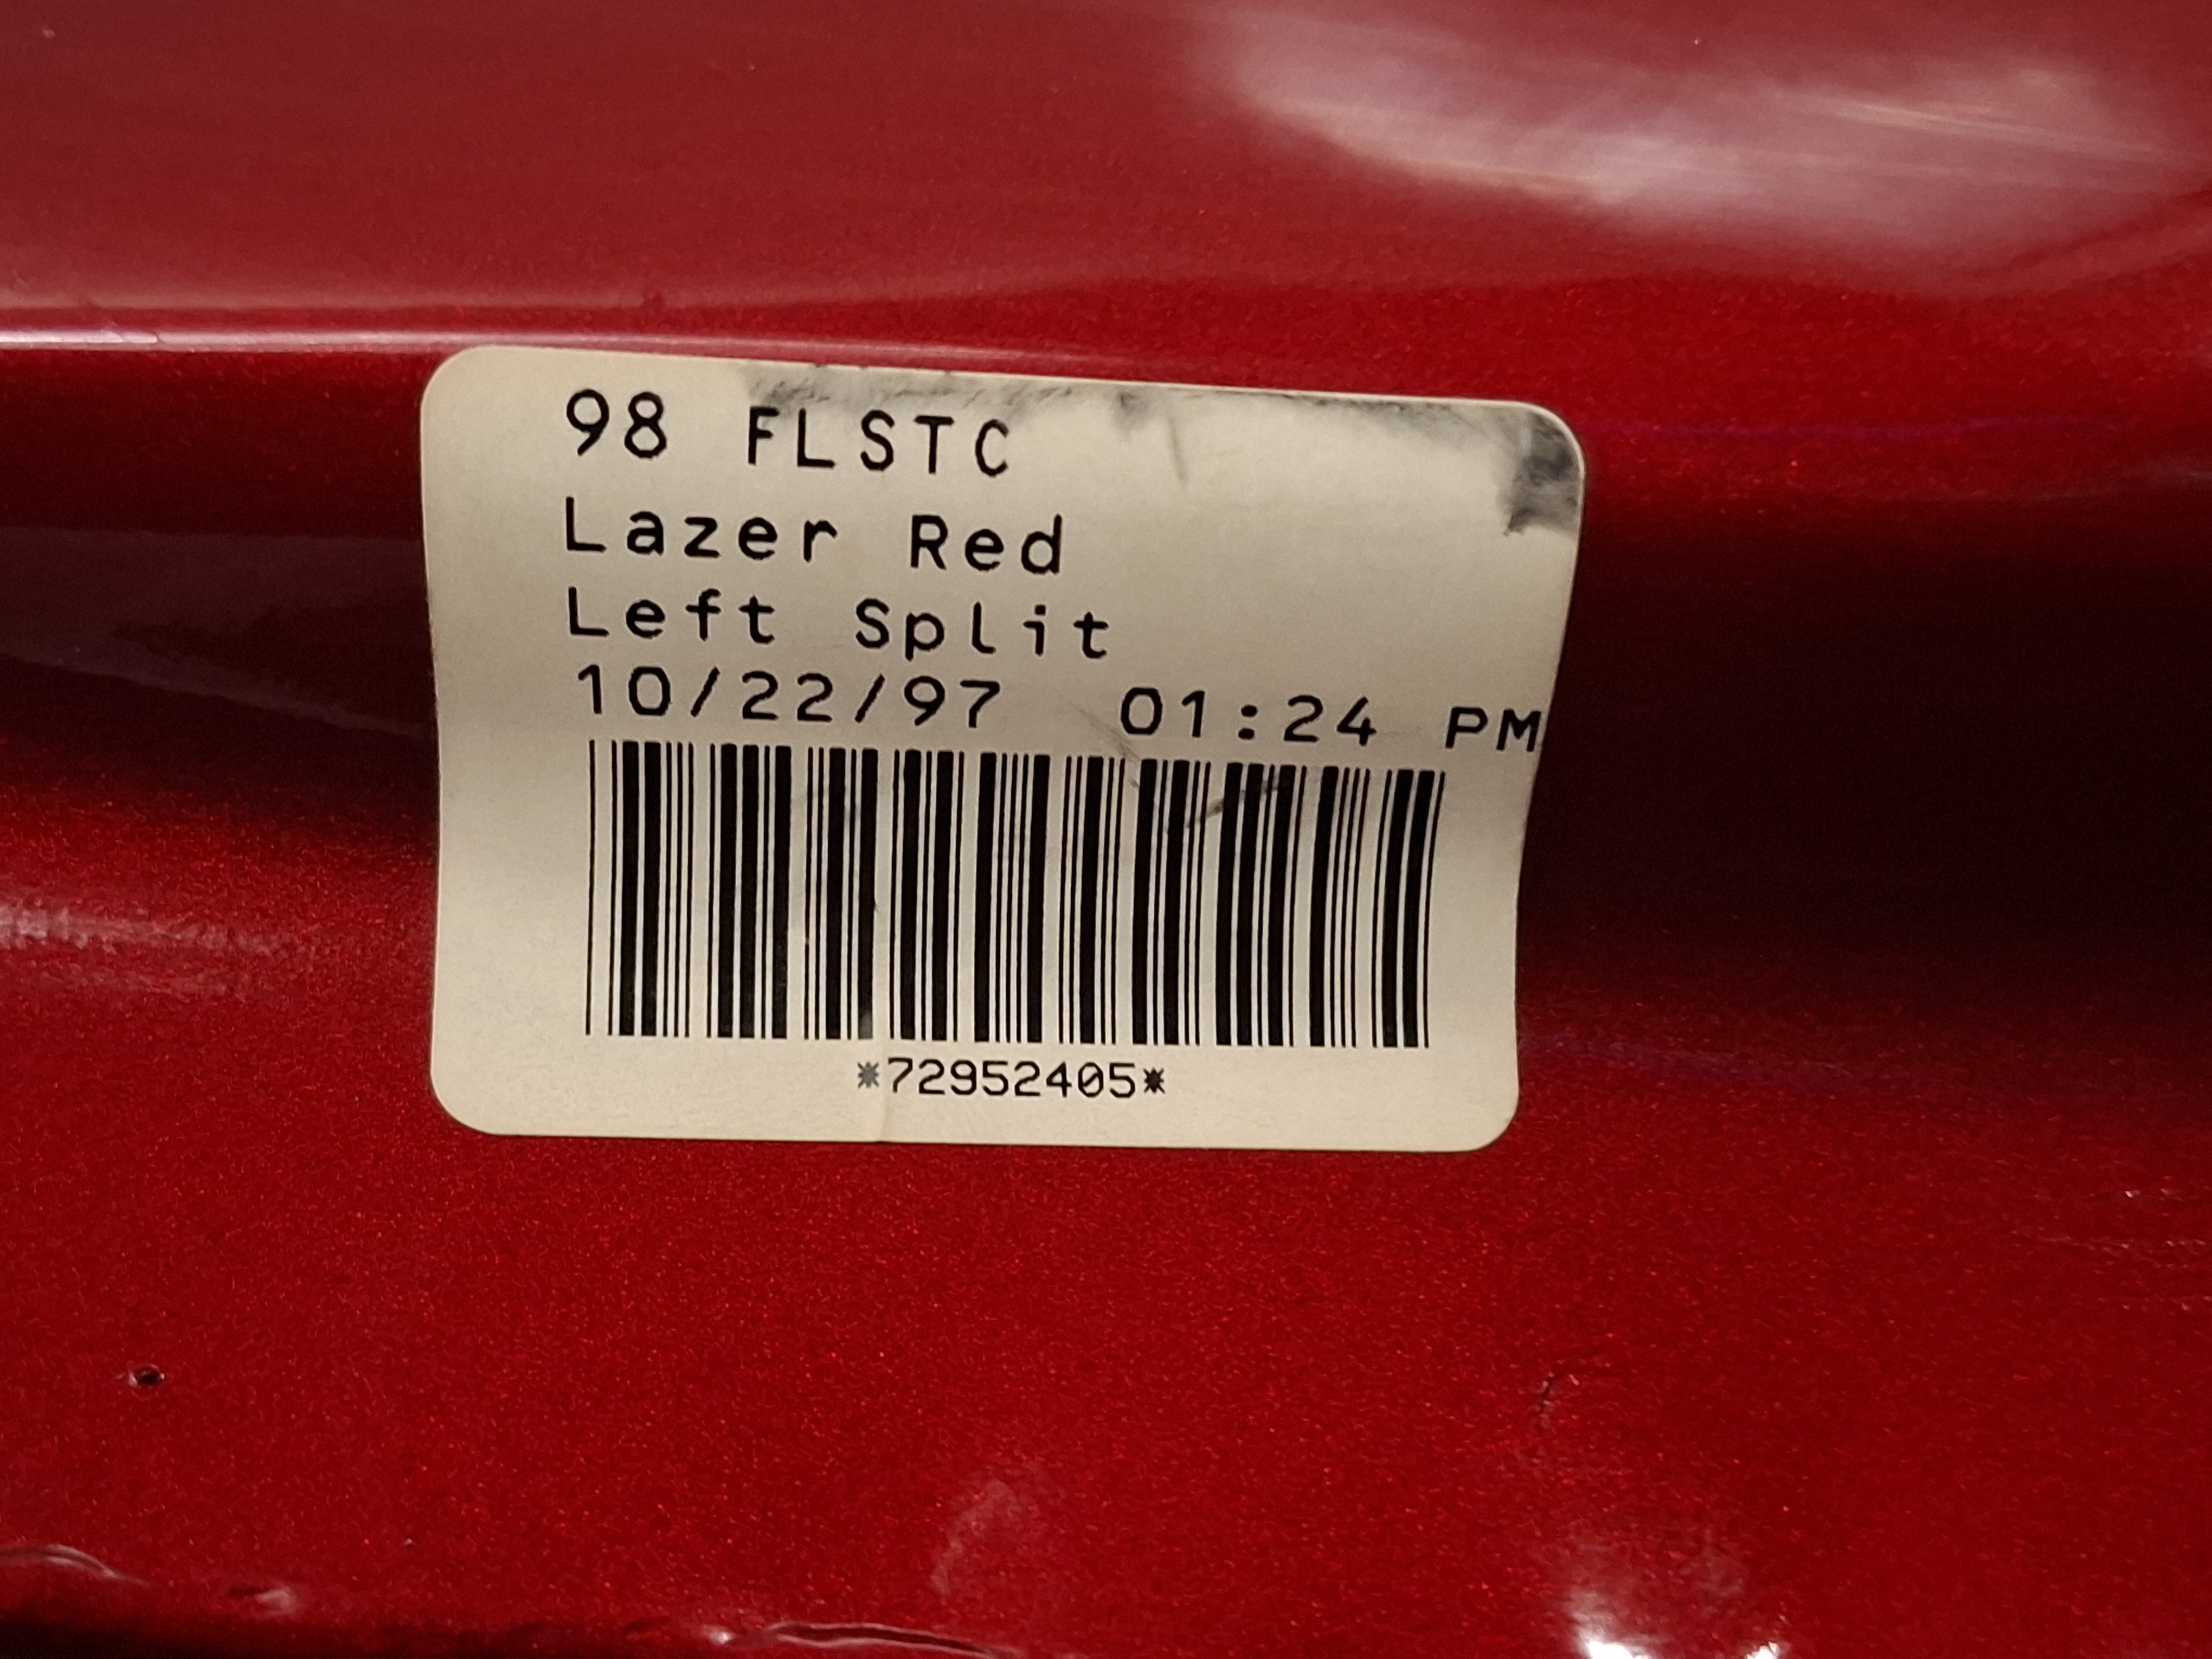 98 FLSTC
Lazer Red
Left Split
10/22/97 01:24 PM
*72952405*